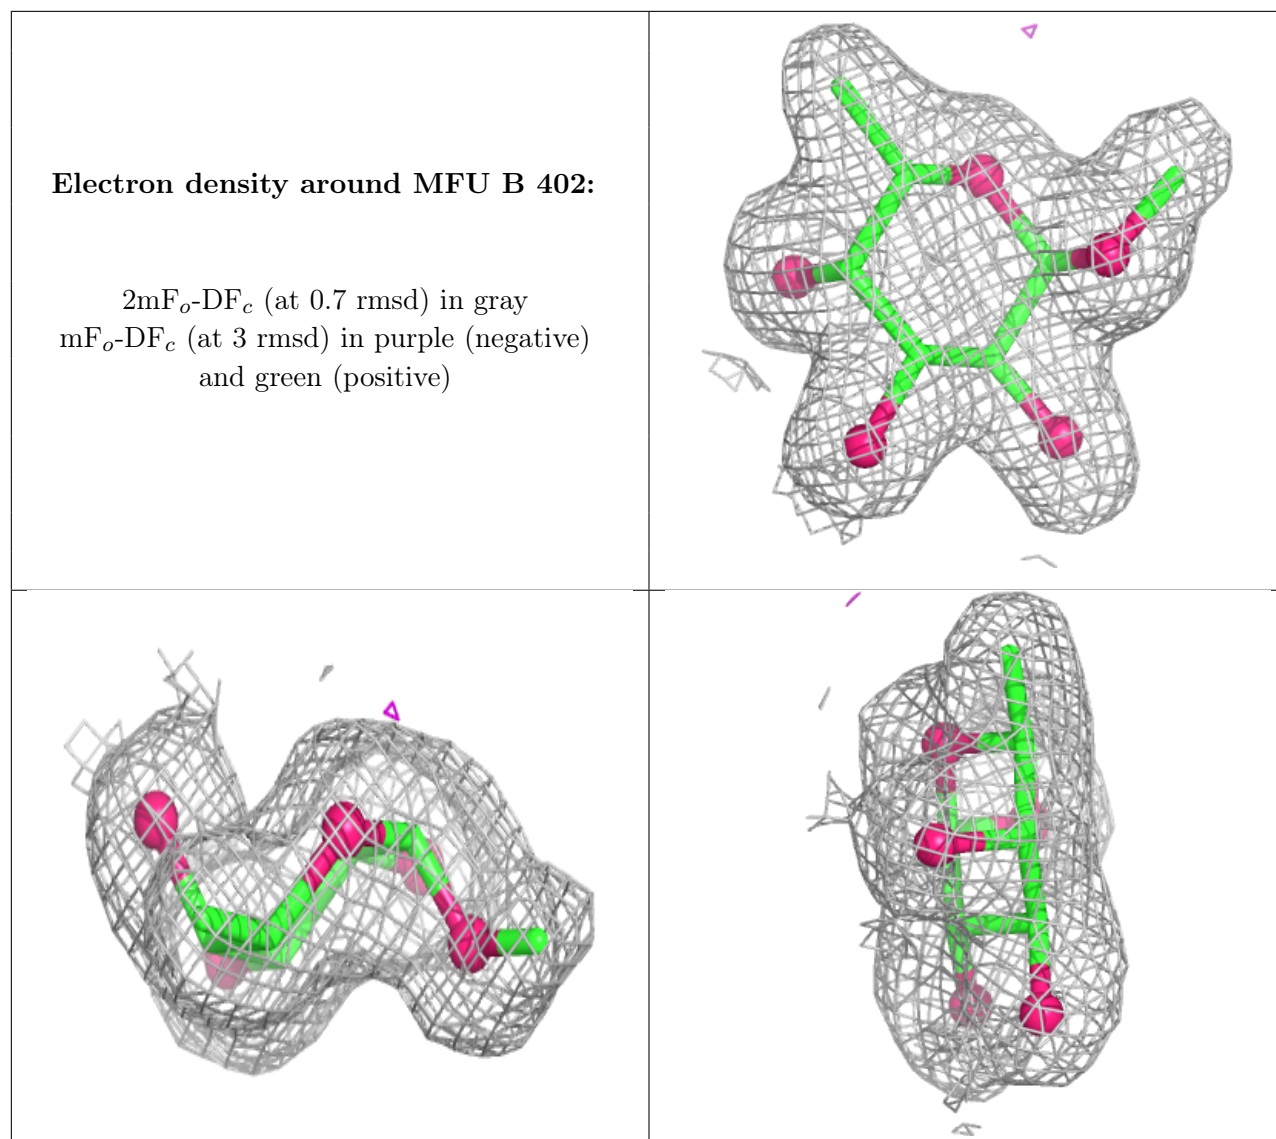 Electron density around MFU B 402:
2mFo-DFc (at 0.7 rmsd) in gray
mFo-DFc (at 3 rmsd) in purple (negative)
and green (positive)